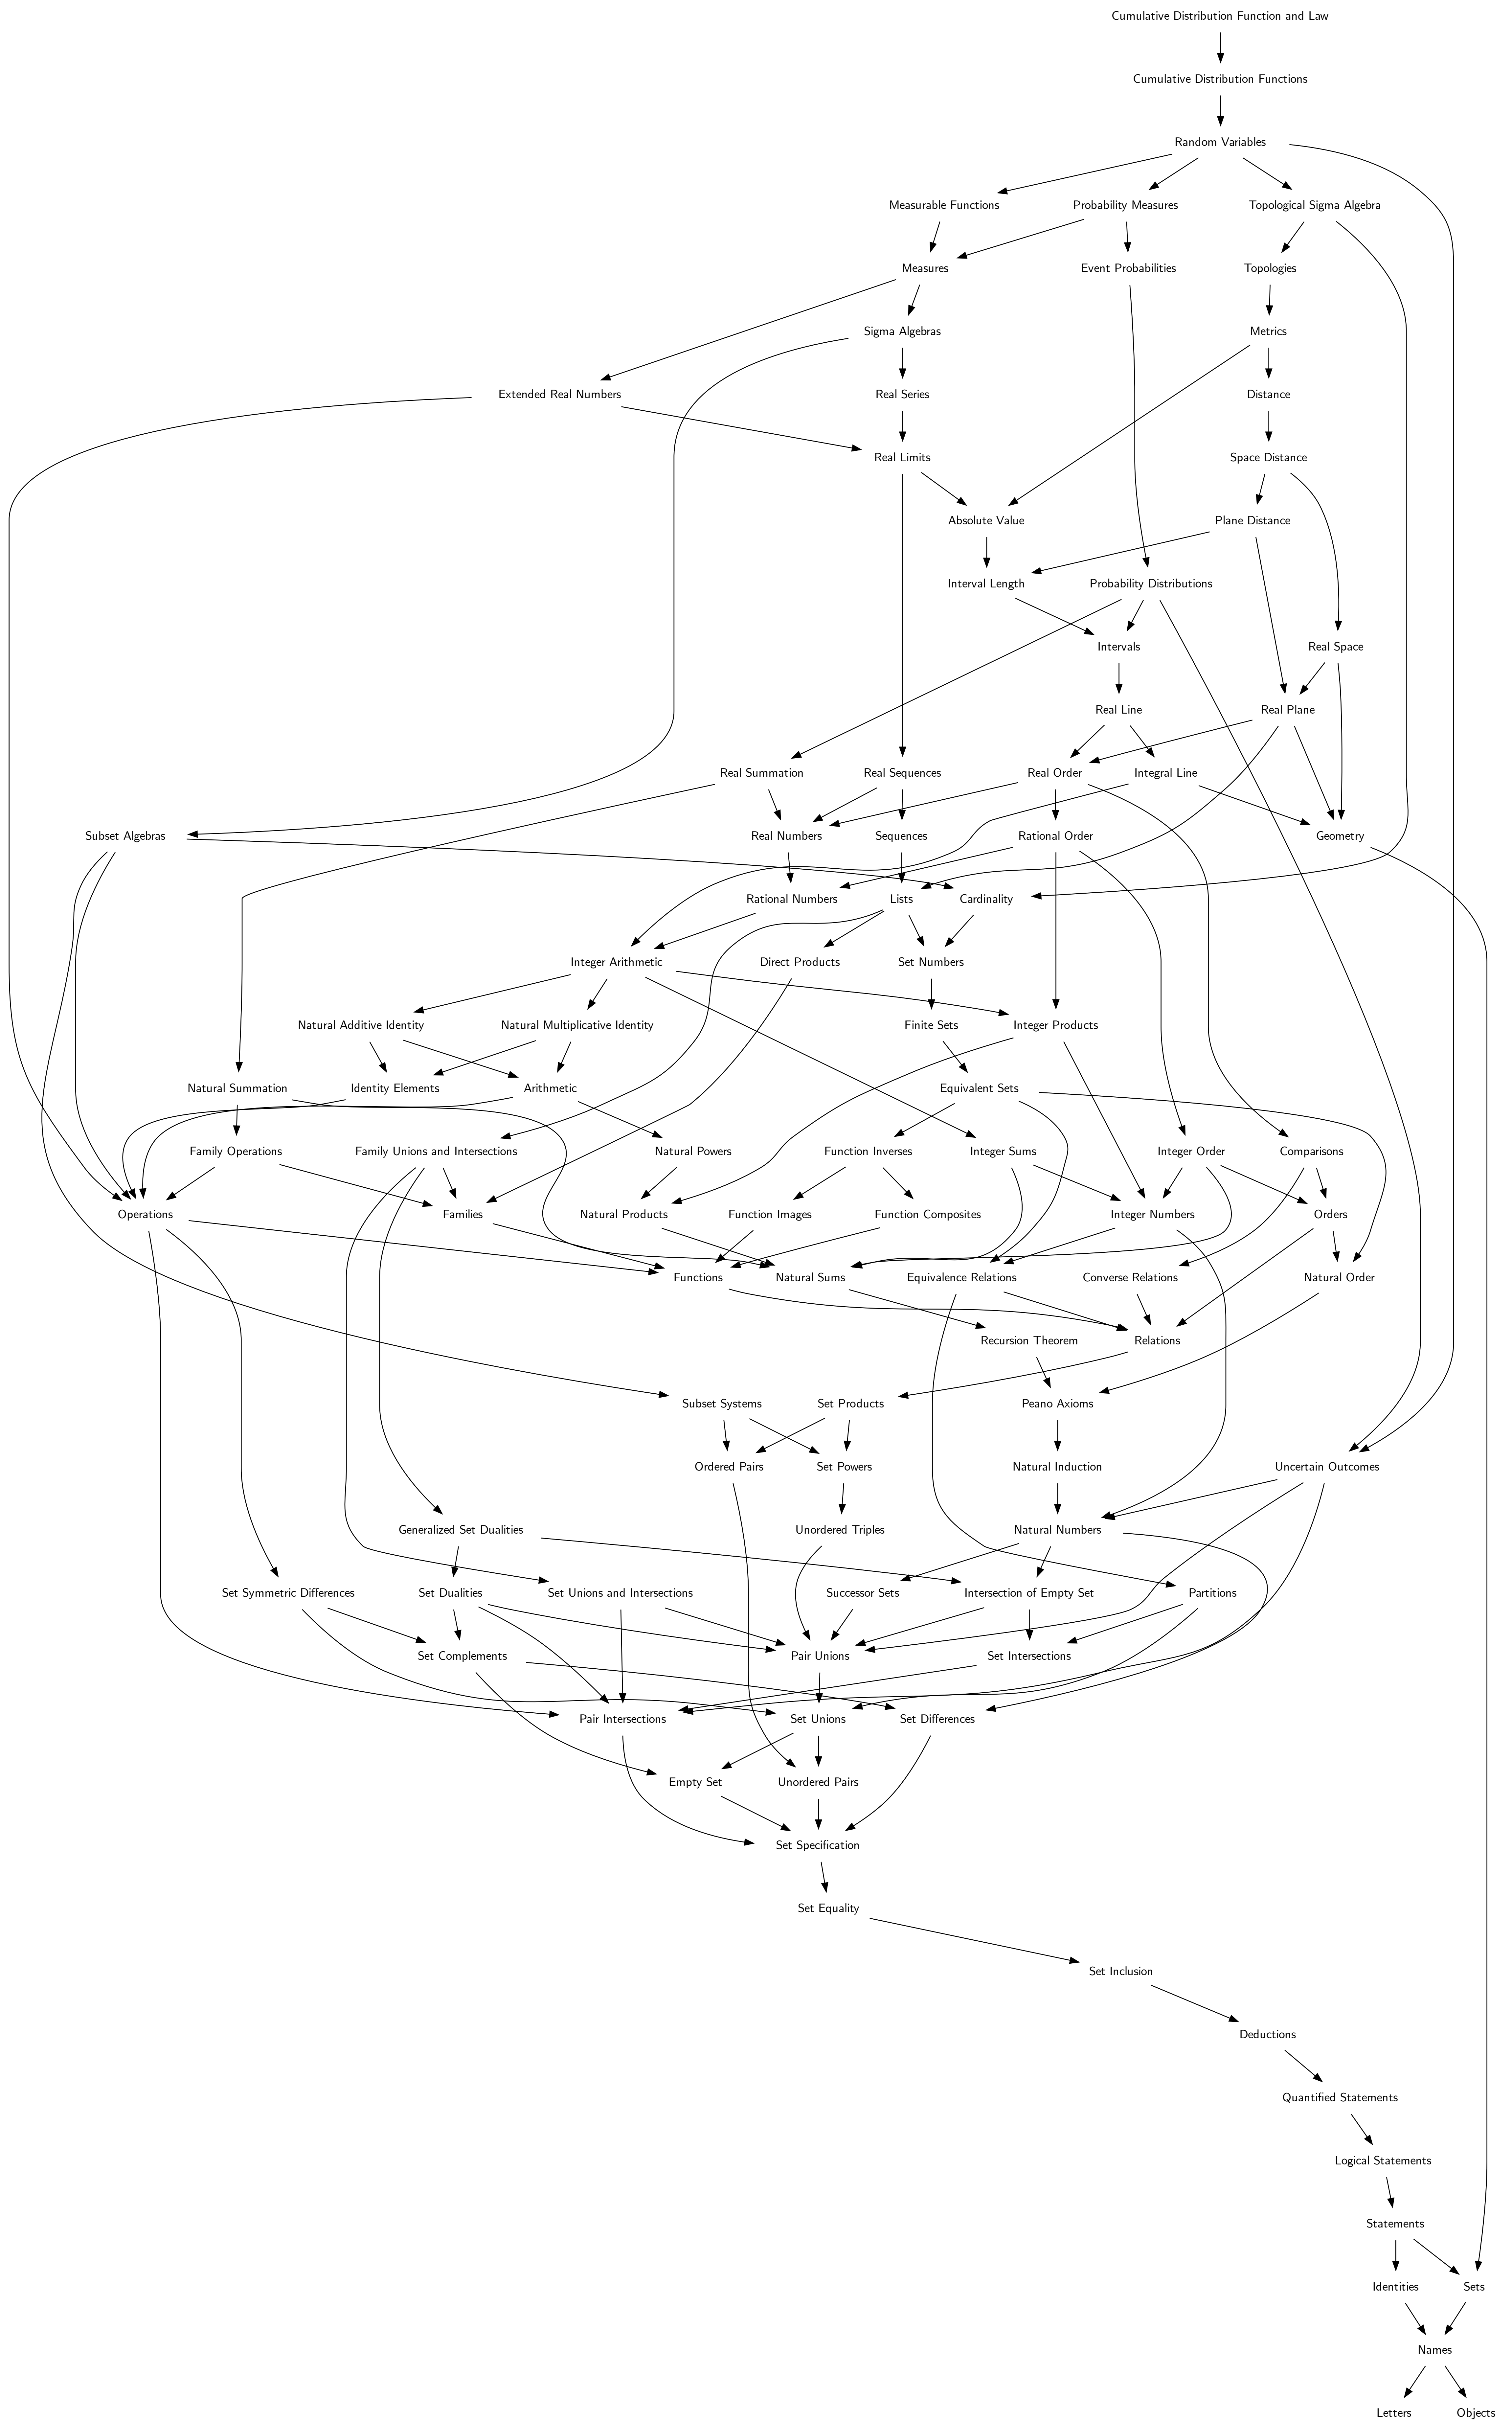 Cumulative Distribution Function and Law
Cumulative Distribution Functions
Random Variables
Measurable Functions
Probability Measures
Topological Sigma Algebra
Measures
Event Probabilities
Topologies
Sigma Algebras
Metrics
Extended Real Numbers
Real Series
Distance
Real Limits
Space Distance
Absolute Value
Plane Distance
Interval Length
Probability Distributions
Intervals
Real Space
Real Line
Real Plane
Real Summation
Real Sequences
Real Order
Integral Line
Subset Algebras
Real Numbers
Sequences
Rational Order
Geometry
Rational Numbers
Lists
Cardinality
Integer Arithmetic
Direct Products
Set Numbers
Natural Additive Identity
Natural Multiplicative Identity
Finite Sets
Integer Products
Natural Summation
Identity Elements
Arithmetic
Equivalent Sets
Family Operations
Family Unions and Intersections
Natural Powers
Function Inverses
Integer Sums
Integer Order
Comparisons
Operations
Families
Natural Products
Function Images
Function Composites
Integer Numbers
Orders
Functions
Natural Sums
Equivalence Relations
Converse Relations
Natural Order
Recursion Theorem
Relations
Subset Systems
Set Products
Peano Axioms
Ordered Pairs
Set Powers
Natural Induction
Uncertain Outcomes
Generalized Set Dualities
Unordered Triples
Natural Numbers
Set Symmetric Differences
Set Dualities
Set Unions and Intersections
Successor Sets
Intersection of Empty Set
Partitions
Set Complements
Pair Unions
Set Intersections
Pair Intersections
Set Unions
Set Differences
Empty Set
Unordered Pairs
Set Specification
Set Equality
Set Inclusion
Deductions
Quantified Statements
Logical Statements
Statements
Identities
Sets
Names
Letters
Objects